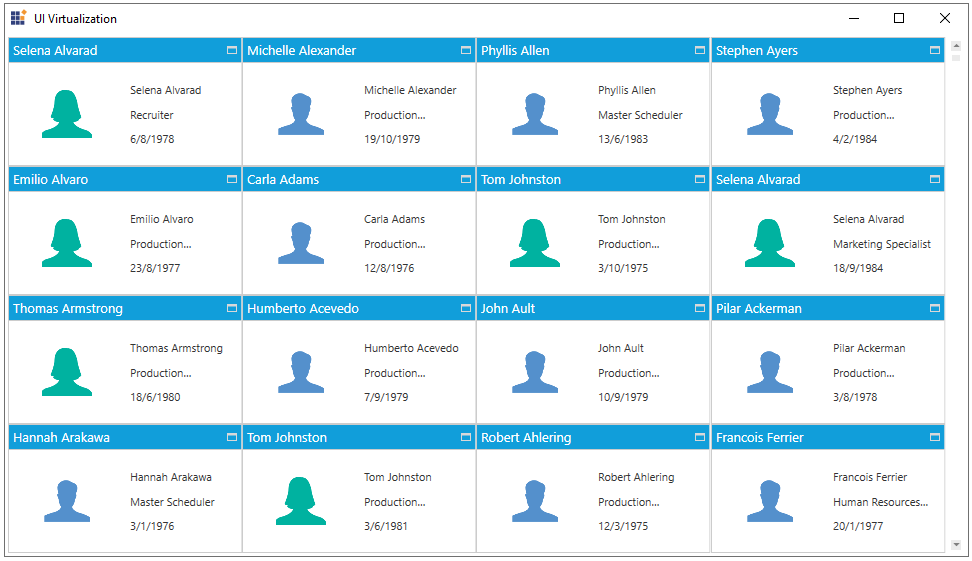 UI Virtualization
Selena Alvarad
Michelle Alexander
Phyllis Allen
Stephen Ayers
Selena Alvarad
Recruiter
6/8/1978
Michelle Alexander
Production...
19/10/1979
Phyllis Allen
Master Scheduler
13/6/1983
Stephen Ayers
Production...
4/2/1984
Emilio Alvaro
Carla Adams
Tom Johnston
Selena Alvarad
Emilio Alvaro
Production...
23/8/1977
Carla Adams
Production...
12/8/1976
Tom Johnston
Production...
3/10/1975
Selena Alvarad
Marketing Specialist
18/9/1984
Thomas Armstrong
Humberto Acevedo
John Ault
Pilar Ackerman
Thomas Armstrong
Production...
18/6/1980
Humberto Acevedo
Production...
7/9/1979
John Ault
Production...
10/9/1979
Pilar Ackerman
Production...
3/8/1978
Hannah Arakawa
Tom Johnston
Robert Ahlering
Francois Ferrier
Hannah Arakawa
Master Scheduler
3/1/1976
Tom Johnston
Production...
3/6/1981
Robert Ahlering
Production...
12/3/1975
Francois Ferrier
Human Resources...
20/1/1977